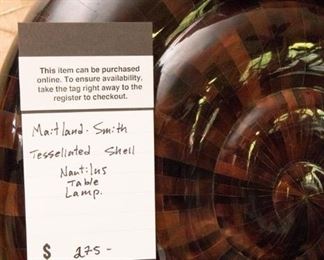 This item can be purchased
online. To ensure availability,
take the tag right away to the
register to checkout.
Maitland-Smith
Tessellated Shell
Nautilus
Table
Lamp.
$ 275-